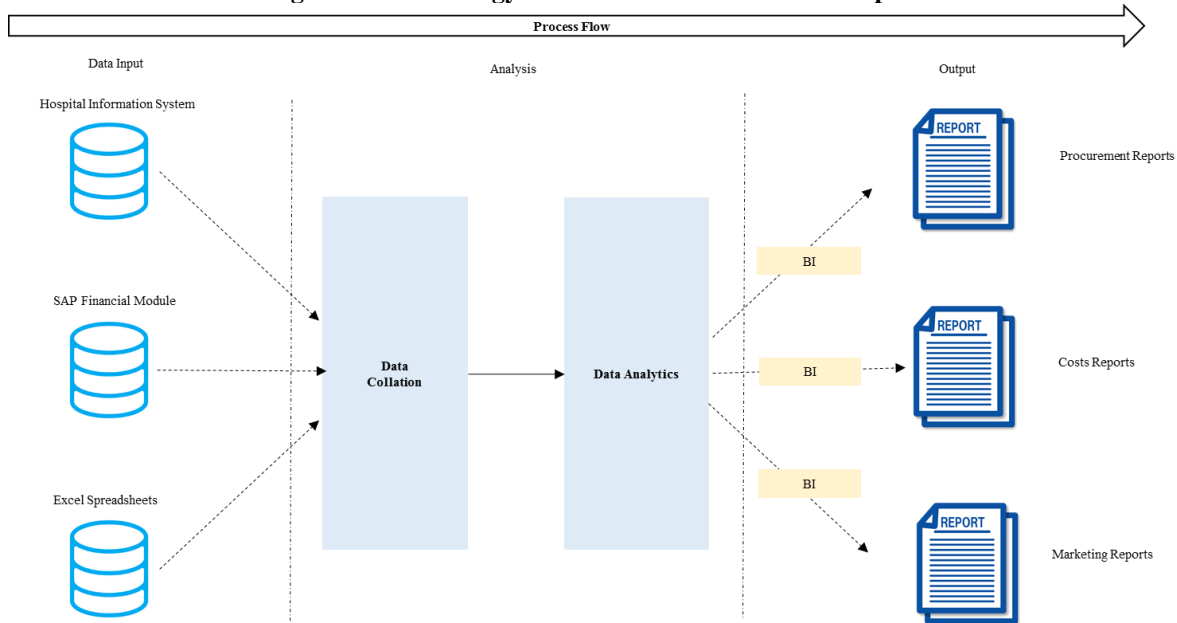 Process Flow
Data Input
Analysis
Output
Hospital Information System
REPORT
Procurement Reports
BI
SAP Financial Module
REPORT
Data
Collation
Data Analytics
BI
Costs Reports
Excel Spreadsheets
BI
REPORT
Marketing Reports